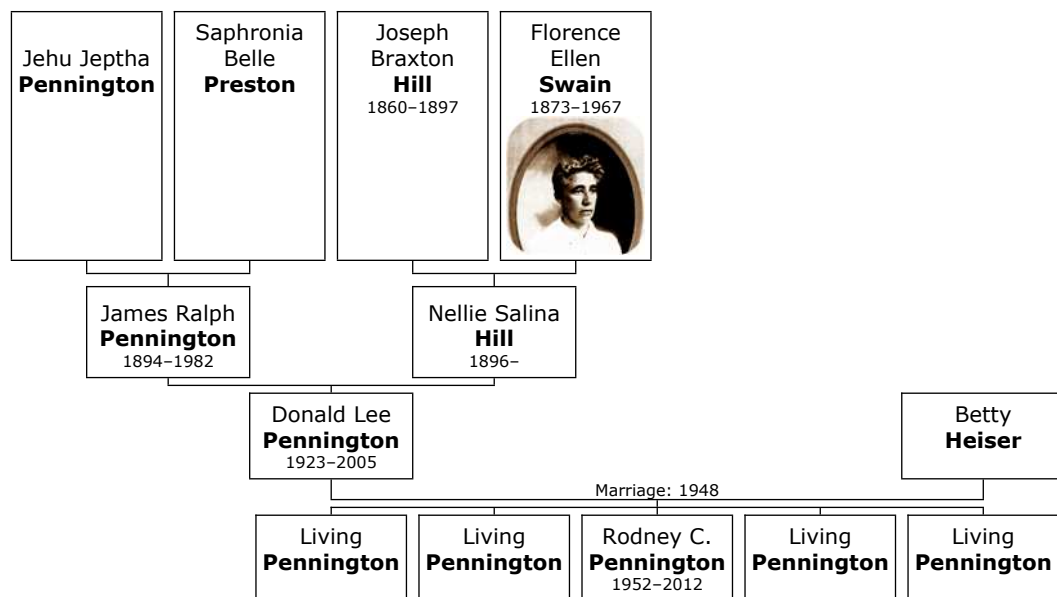 Jehu Jeptha
Pennington
Saphronia
Belle
Preston
Joseph
Braxton
Hill
1860–1897
Florence
Ellen
Swain
1873–1967
James Ralph
Pennington
1894–1982
Nellie Salina
Hill
1896–
Donald Lee
Pennington
1923–2005
Betty
Heiser
Marriage: 1948
Living
Pennington
Living
Pennington
Rodney C.
Pennington
1952–2012
Living
Pennington
Living
Pennington